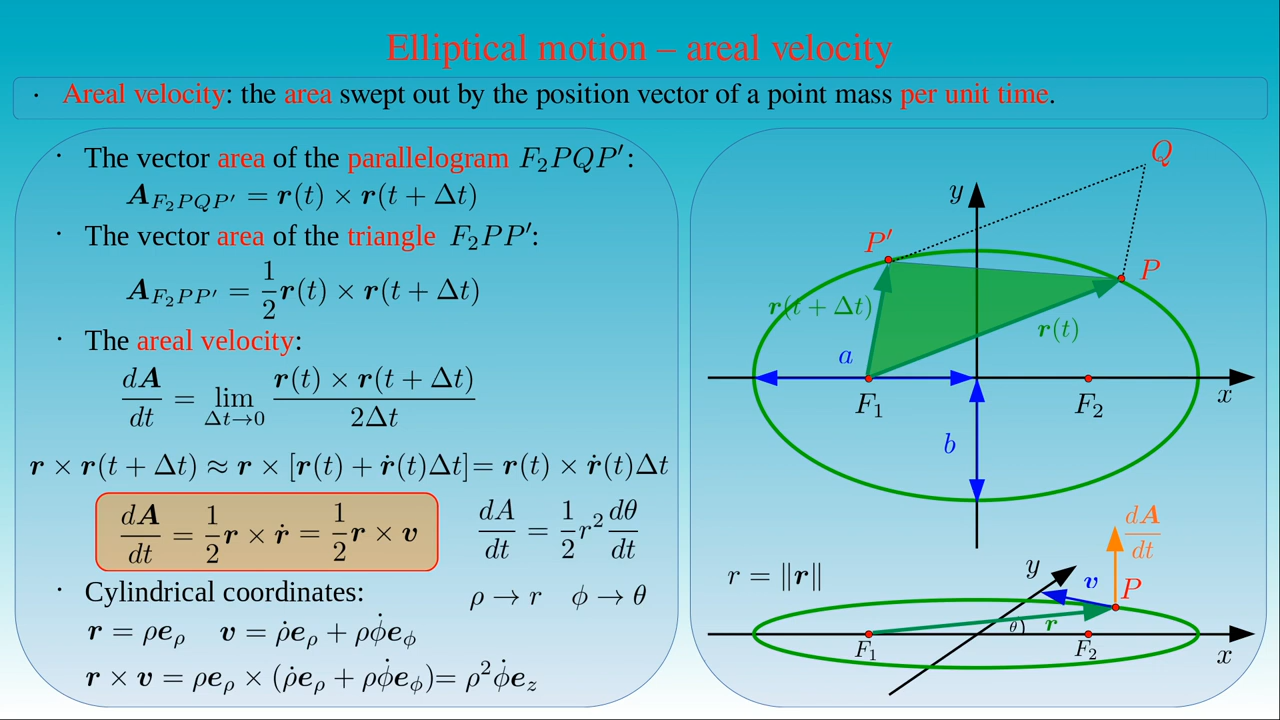 Elliptical motion – areal velocity
· Areal velocity: the area swept out by the position vector of a point mass per unit time.
· The vector area of the parallelogram F₂PQP′:
𝑨_{F₂PQP′} = 𝒓(t) × 𝒓(t + Δt)
· The vector area of the triangle F₂PP′:
𝑨_{F₂PP′} = 1/2 𝒓(t) × 𝒓(t + Δt)
· The areal velocity:
d𝑨/dt = lim_{Δt→0} 𝒓(t) × 𝒓(t + Δt) / 2Δt
𝒓 × 𝒓(t + Δt) ≈ 𝒓 × [𝒓(t) + 𝒓̇(t)Δt] = 𝒓(t) × 𝒓̇(t)Δt
d𝑨/dt = 1/2 𝒓 × 𝒓̇ = 1/2 𝒓 × 𝒗
dA/dt = 1/2 r² dθ/dt
· Cylindrical coordinates:
ρ → r ϕ → θ
𝒓 = ρ𝒆_ρ 𝒗 = ρ̇𝒆_ρ + ρϕ̇𝒆_ϕ
𝒓 × 𝒗 = ρ𝒆_ρ × (ρ̇𝒆_ρ + ρϕ̇𝒆_ϕ) = ρ²ϕ̇𝒆_z
Q
y
P′
P
𝒓(t + Δt)
𝒓(t)
a
F₁
F₂
x
b
d𝑨/dt
r = ‖𝒓‖
y
𝒗
P
θ
𝒓
F₁
F₂
x